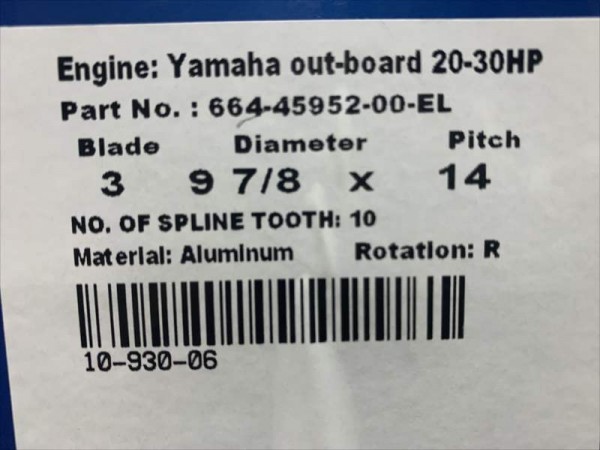 Engine: Yamaha out-board 20-30HP
Part No. : 664-45952-00-EL
Blade Diameter Pitch
3 9 7/8 x 14
NO. OF SPLINE TOOTH: 10
Material: Aluminum Rotation: R
10-930-06